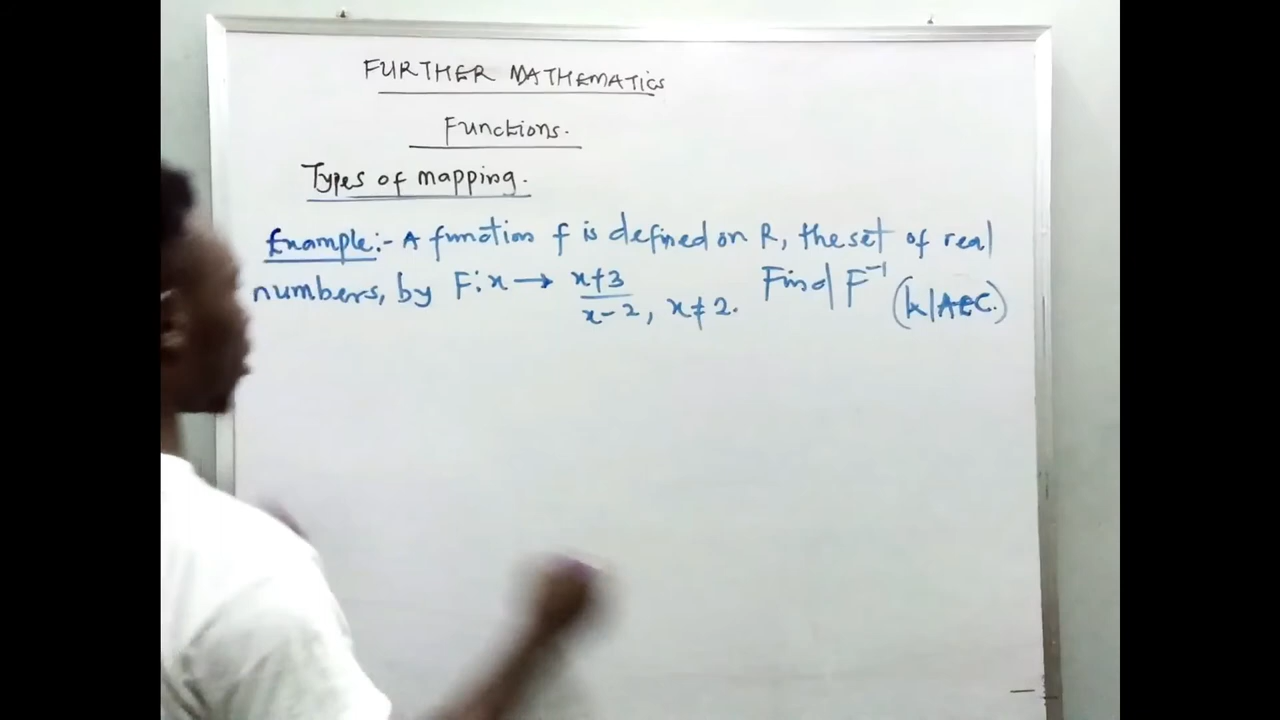 FURTHER MATHEMATICS
Functions.
Types of mapping.
Example:- A function f is defined on R, the set of real
numbers, by F: x → x+3/x-2, x ≠ 2. Find F⁻¹ (WAEC.)